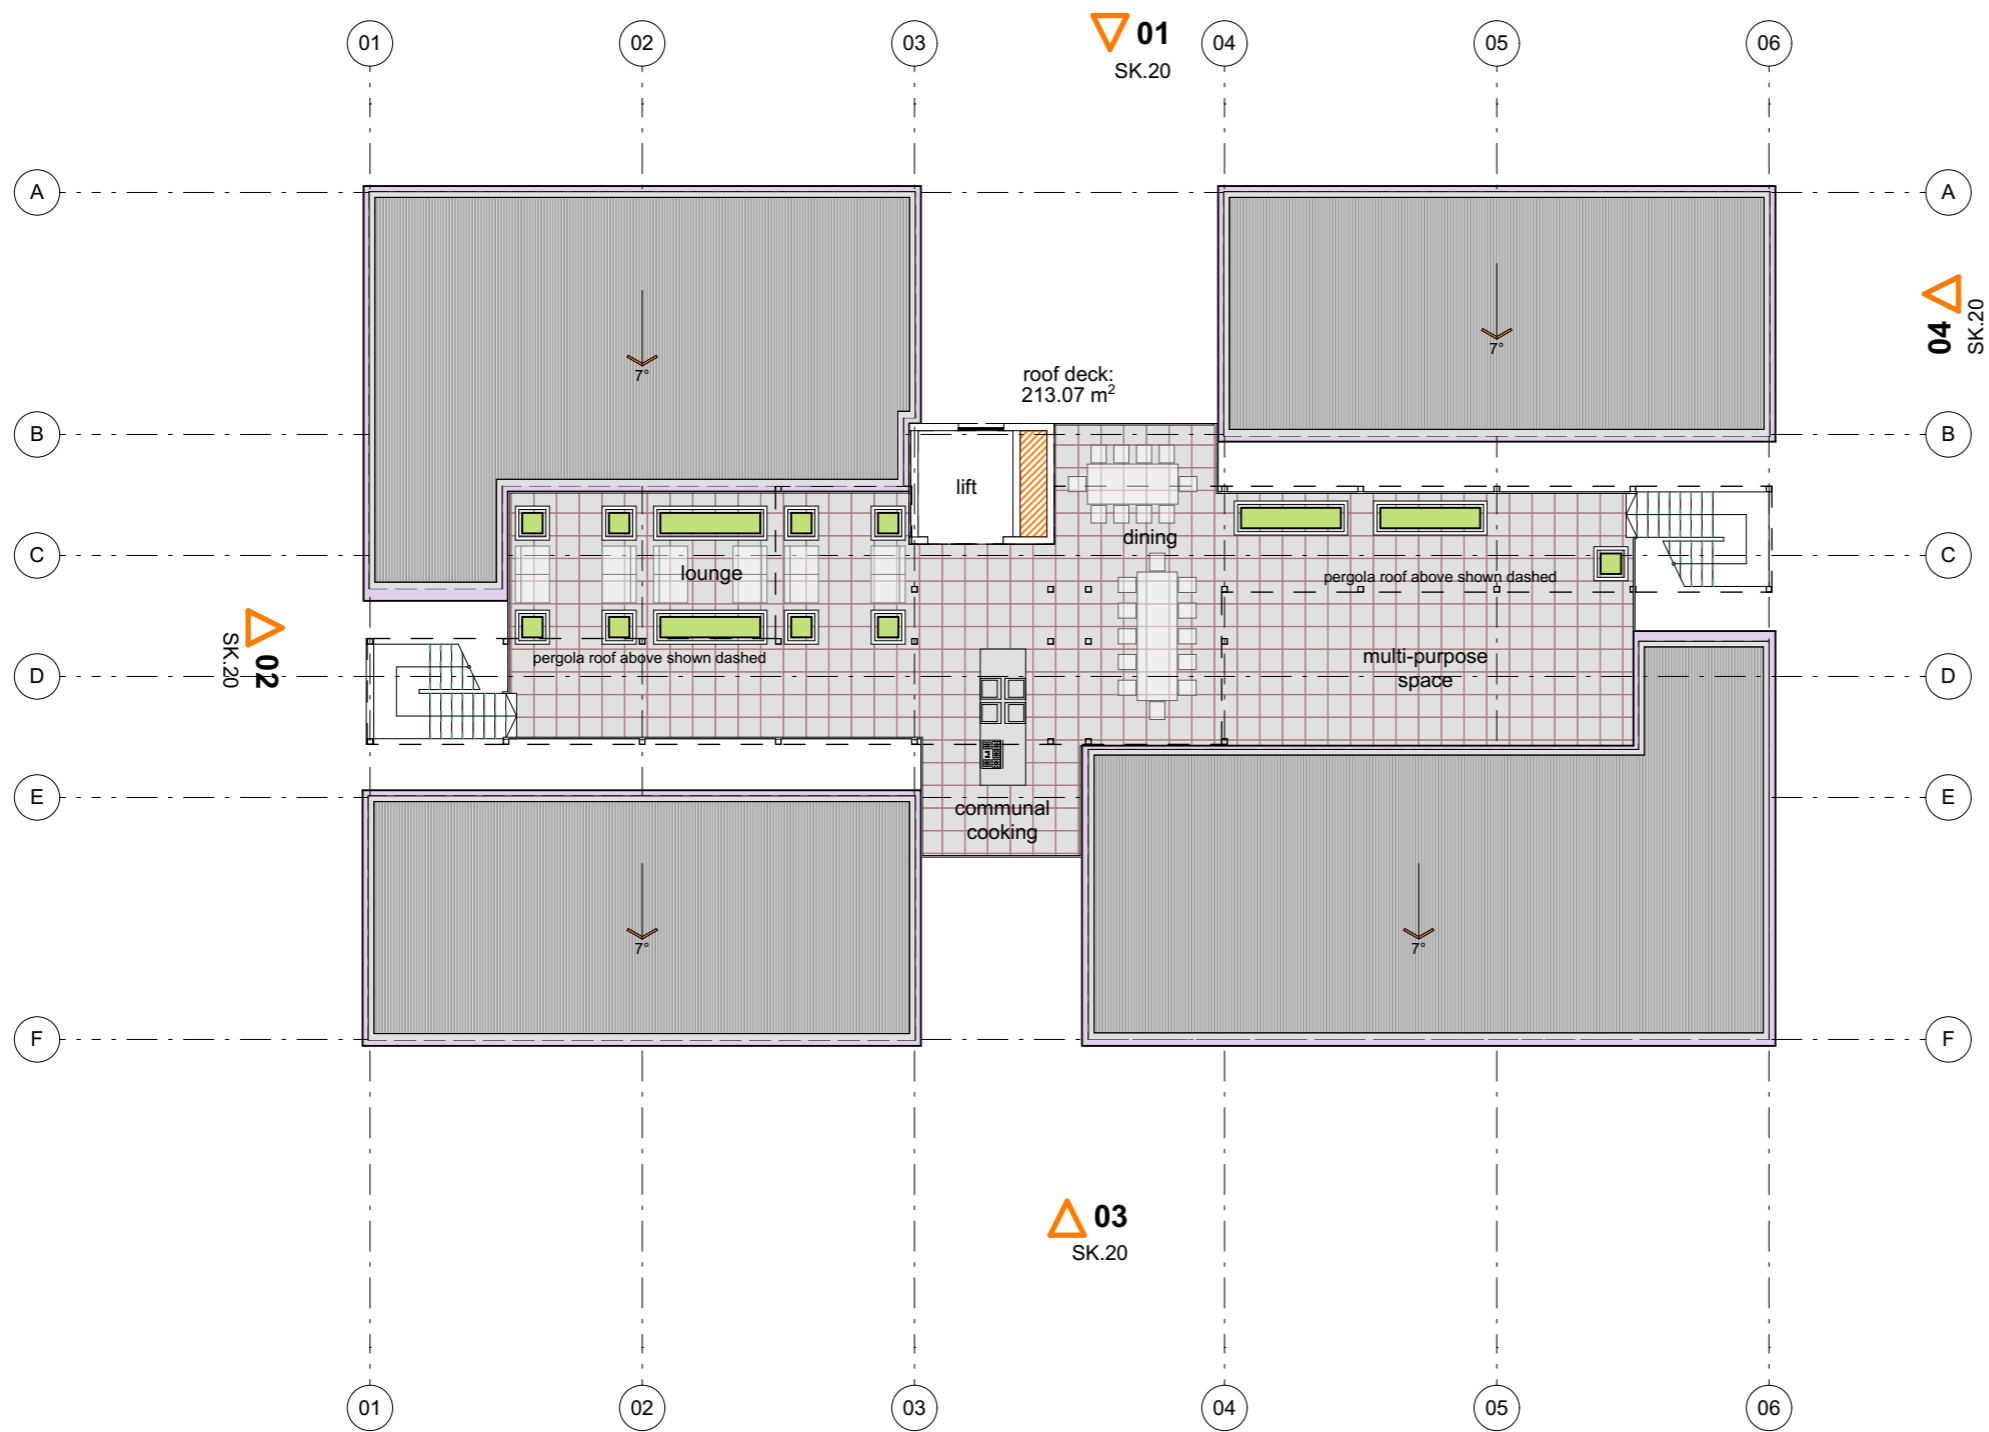 01
02
03
01
04
05
06
SK.20
A
A
04
SK.20
7°
7°
roof deck:
213.07 m²
B
B
lift
dining
C
C
lounge
pergola roof above shown dashed
02
SK.20
pergola roof above shown dashed
multi-purpose
space
D
D
E
E
communal
cooking
7°
7°
F
F
03
SK.20
01
02
03
04
05
06